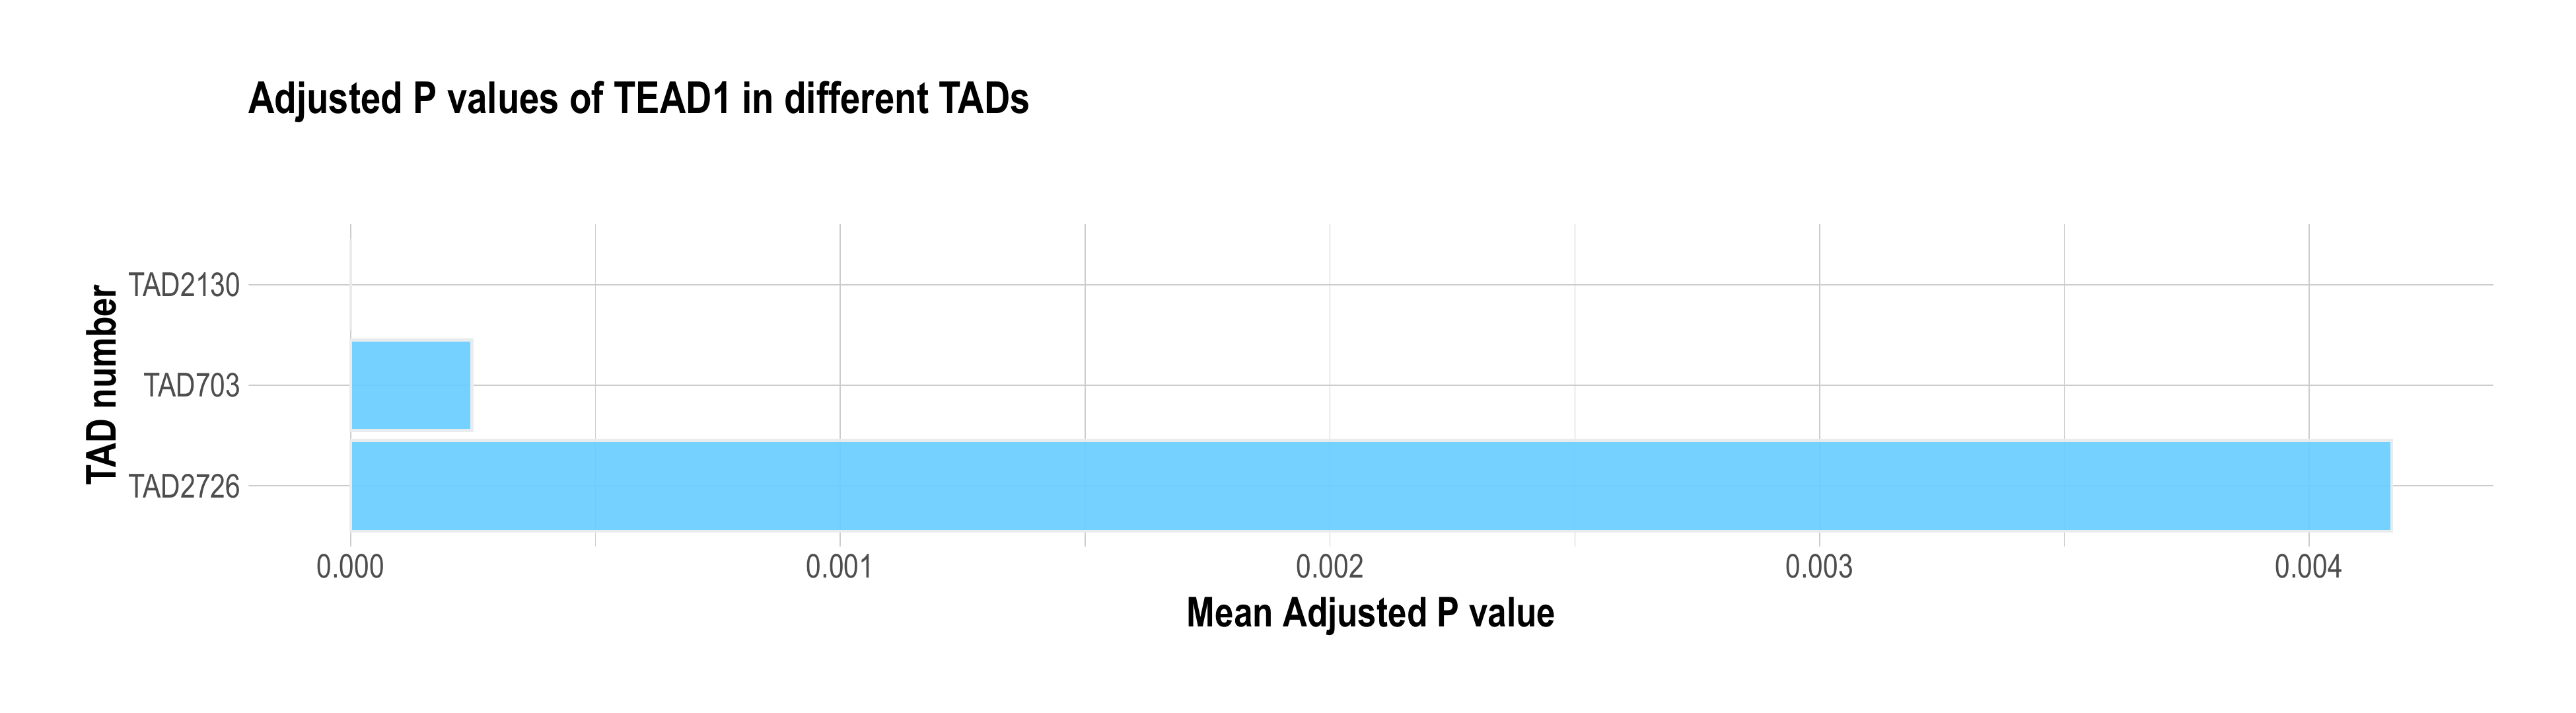 Adjusted P values of TEAD1 in different TADs
TAD number
TAD2130
TAD703
TAD2726
0.000 0.001 0.002 0.003 0.004
Mean Adjusted P value